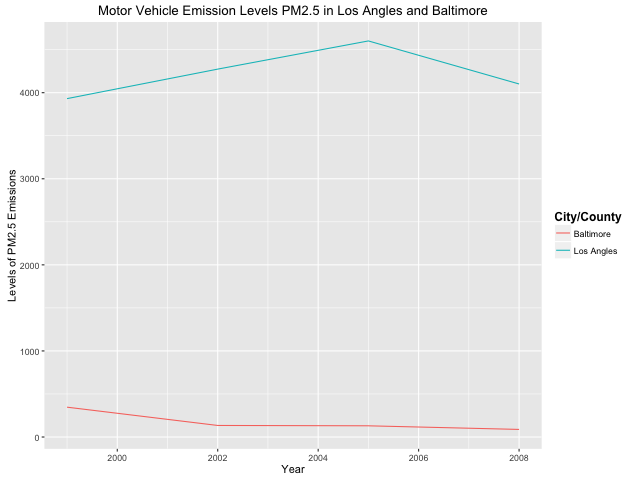 Motor Vehicle Emission Levels PM2.5 in Los Angles and Baltimore
Levels of PM2.5 Emissions
4000
3000
2000
1000
0
2000
2002
2004
2006
2008
Year
City/County
Baltimore
Los Angles